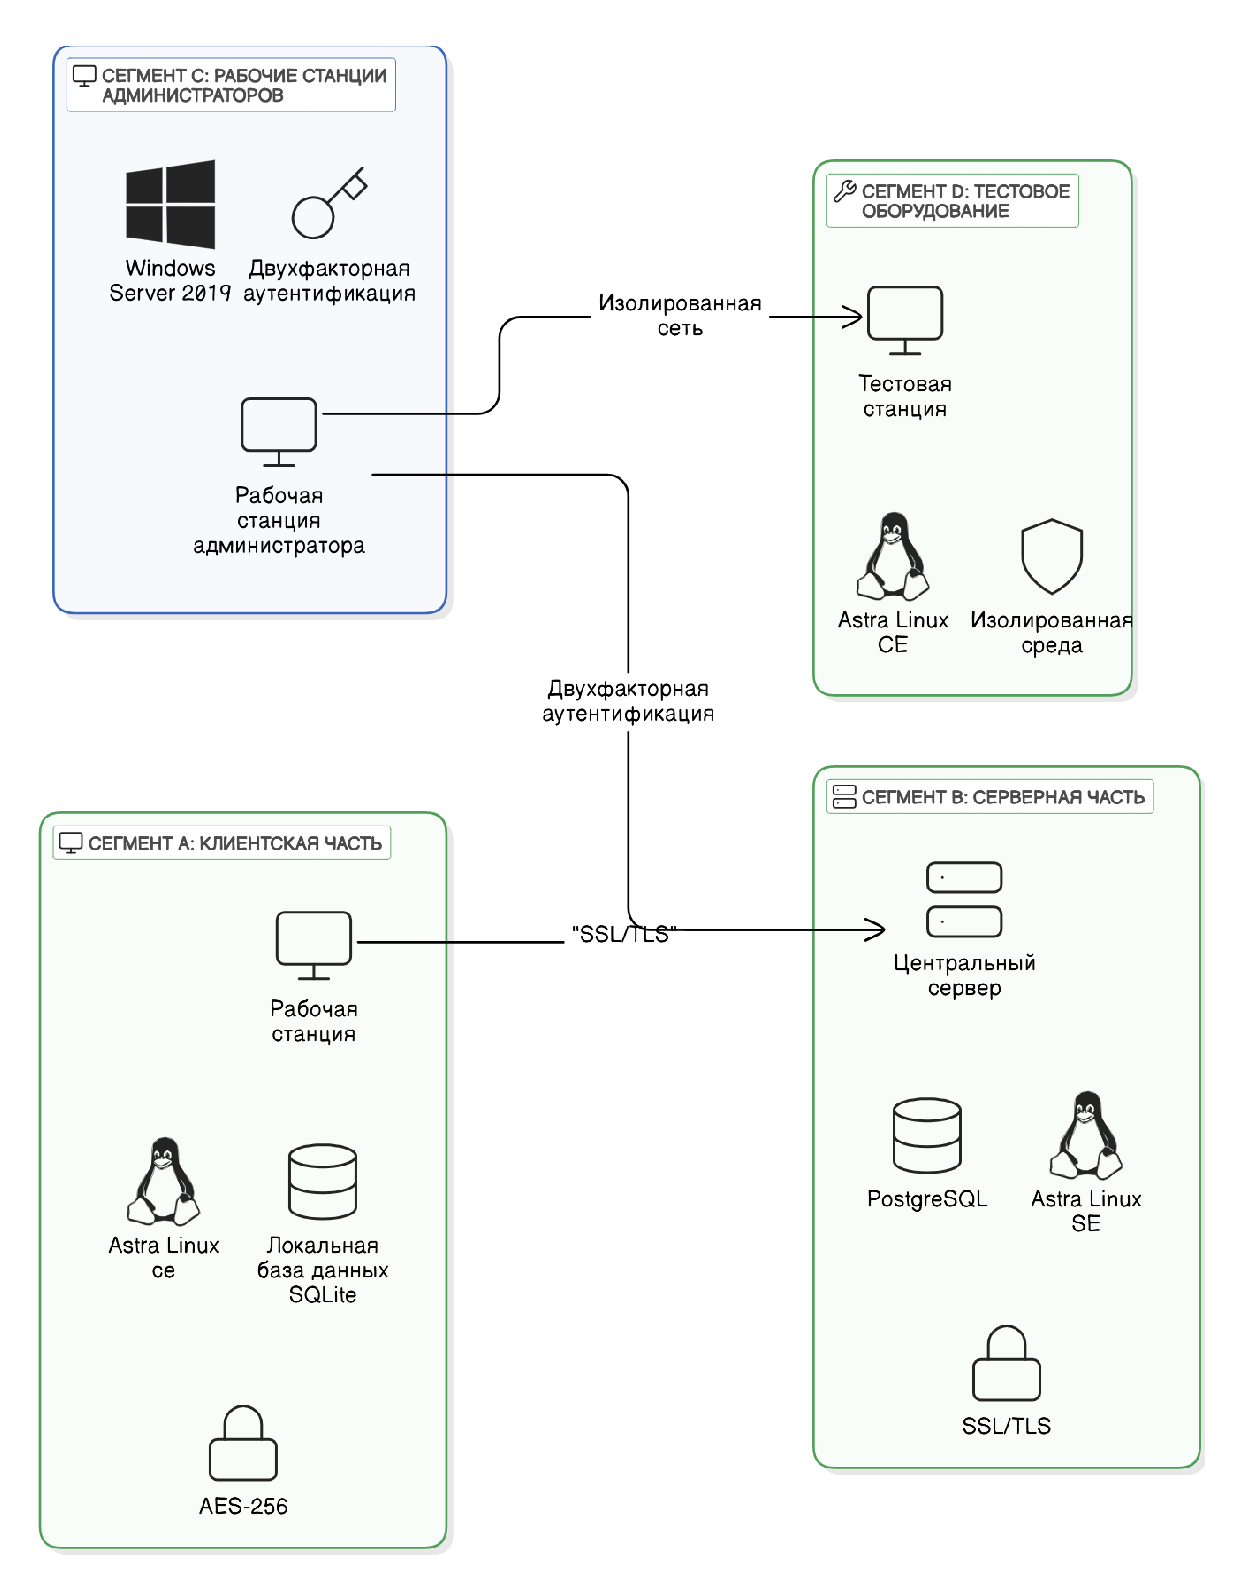 СЕГМЕНТ C: РАБОЧИЕ СТАНЦИИ
АДМИНИСТРАТОРОВ
Windows
Server 2019
Двухфакторная
аутентификация
Рабочая
станция
администратора
Изолированная
сеть
СЕГМЕНТ D: ТЕСТОВОЕ
ОБОРУДОВАНИЕ
Тестовая
станция
Astra Linux
CE
Изолированная
среда
Двухфакторная
аутентификация
СЕГМЕНТ A: КЛИЕНТСКАЯ ЧАСТЬ
Рабочая
станция
Astra Linux
ce
Локальная
база данных
SQLite
AES-256
"SSL/TLS"
СЕГМЕНТ B: СЕРВЕРНАЯ ЧАСТЬ
Центральный
сервер
PostgreSQL
Astra Linux
SE
SSL/TLS